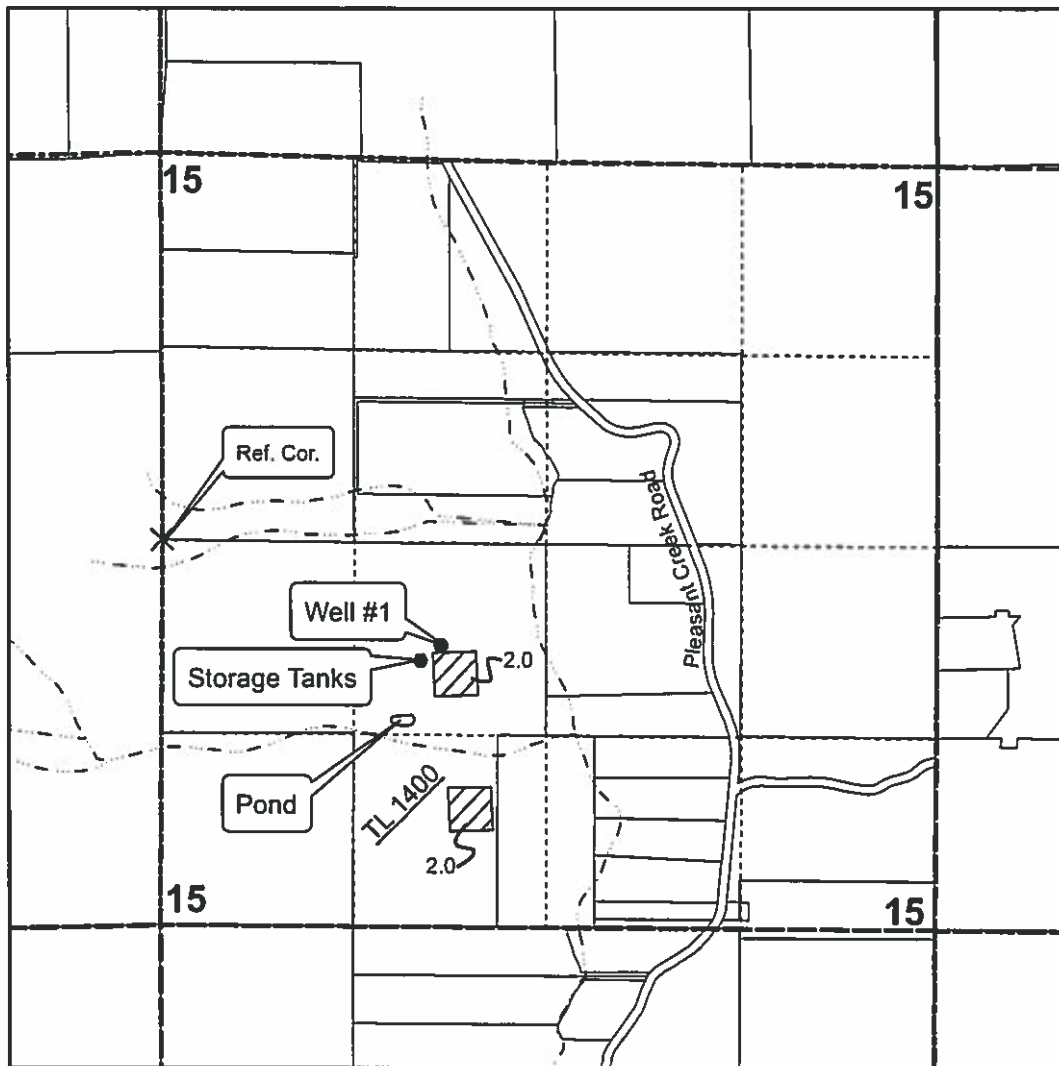 15
15
Ref. Cor.
Pleasant Creek Road
Well #1
Storage Tanks
2.0
Pond
TL 1400
2.0
15
15